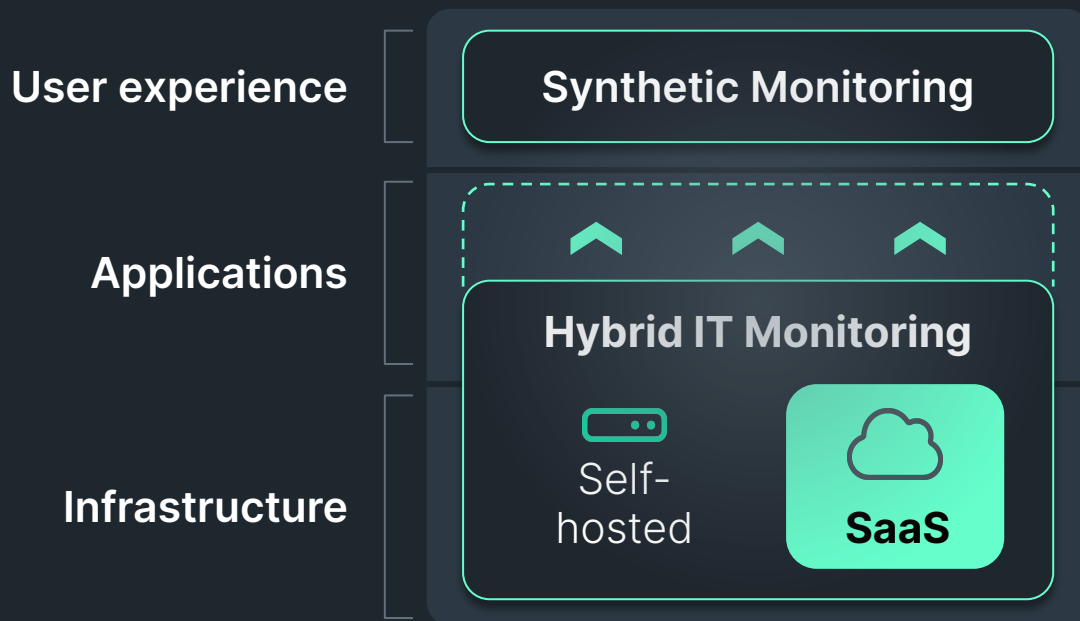 User experience
Synthetic Monitoring
Applications
Hybrid IT Monitoring
Infrastructure
Self-
hosted
SaaS